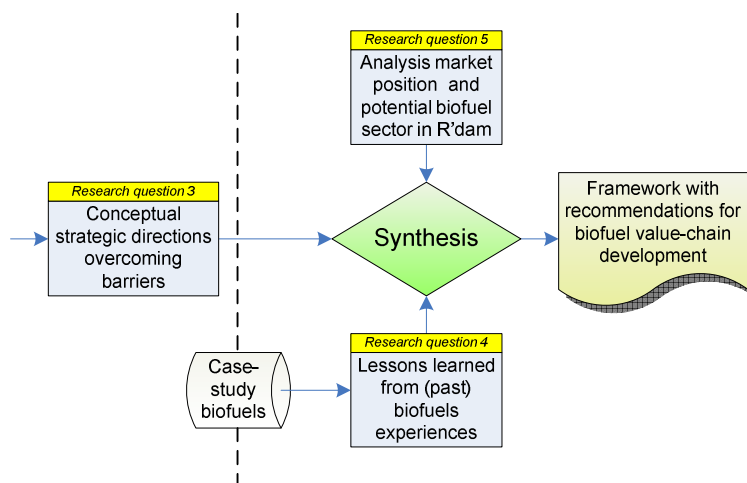 Research question 5
Analysis market
position and
potential biofuel
sector in R'dam
Research question 3
Conceptual
strategic directions
overcoming
barriers
Synthesis
Framework with
recommendations for
biofuel value-chain
development
Case-
study
biofuels
Research question 4
Lessons learned
from (past)
biofuels
experiences